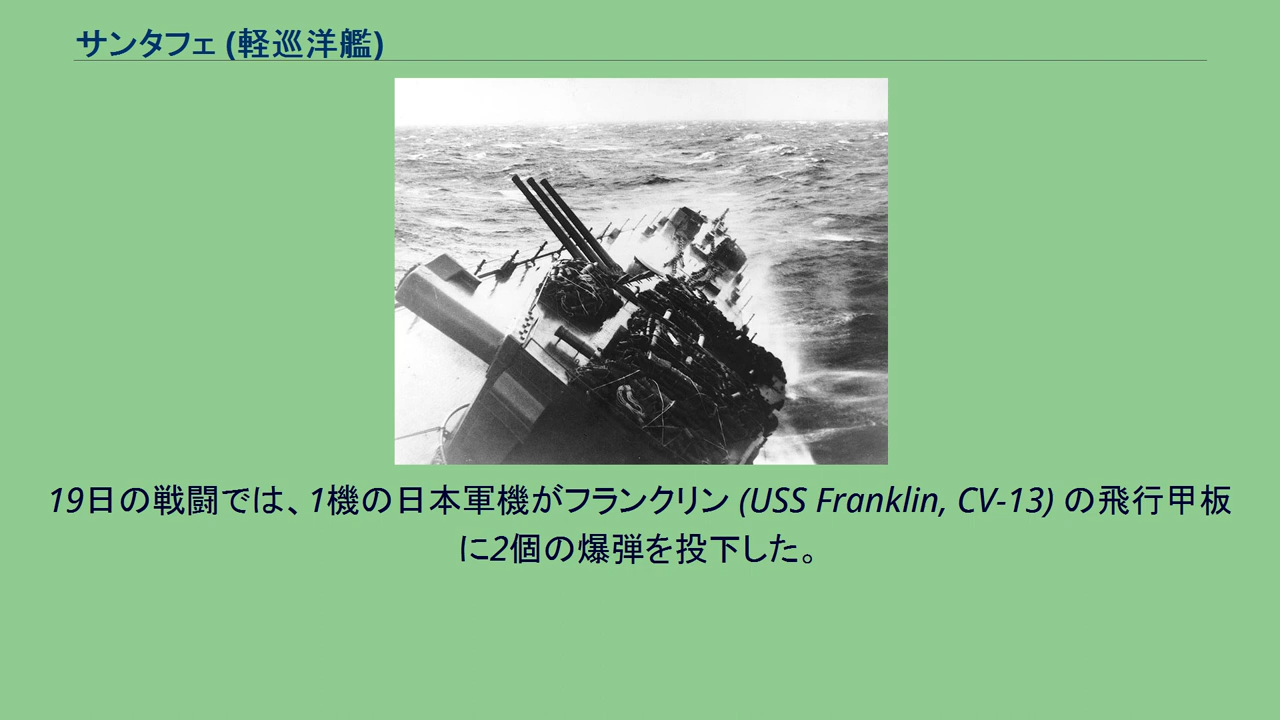 サンタフェ (軽巡洋艦)
19日の戦闘では、1機の日本軍機がフランクリン (USS Franklin, CV-13) の飛行甲板
に2個の爆弾を投下した。